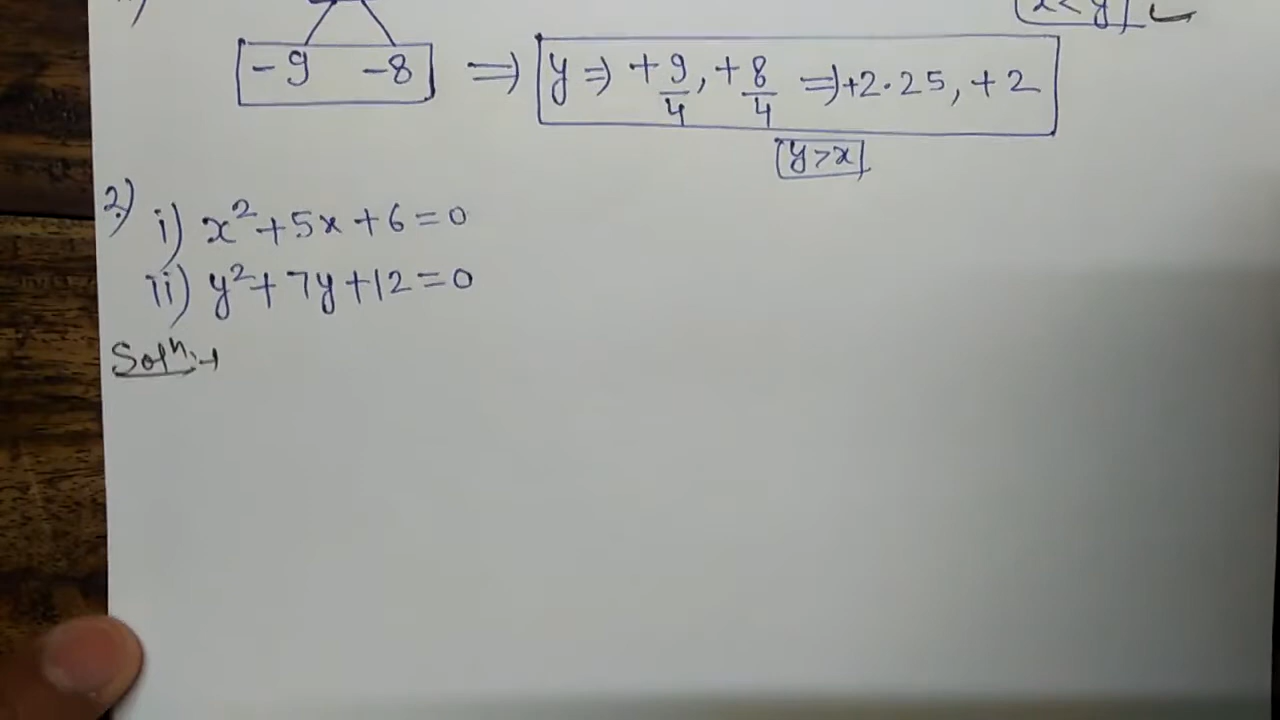 x < y
-9 -8 ⇒ y ⇒ +9/4, +8/4 ⇒ +2.25, +2
y > x
2)
i) x² + 5x + 6 = 0
ii) y² + 7y + 12 = 0
Solⁿ:→